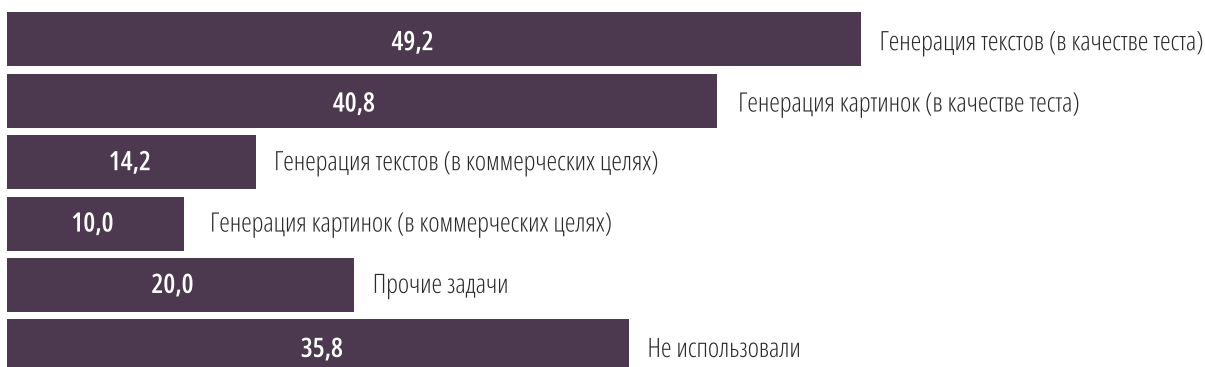 49,2 Генерация текстов (в качестве теста)
40,8 Генерация картинок (в качестве теста)
14,2 Генерация текстов (в коммерческих целях)
10,0 Генерация картинок (в коммерческих целях)
20,0 Прочие задачи
35,8 Не использовали